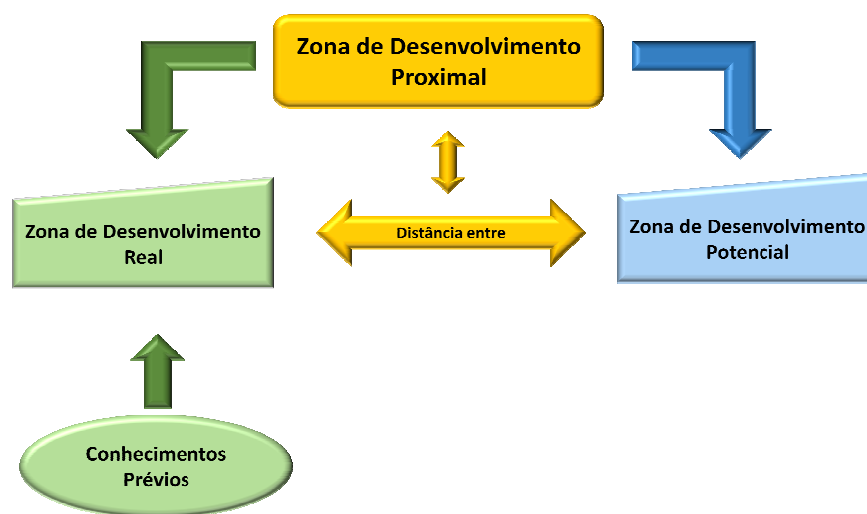 Zona de Desenvolvimento
Proximal
Zona de Desenvolvimento
Real
Distância entre
Zona de Desenvolvimento
Potencial
Conhecimentos
Prévios